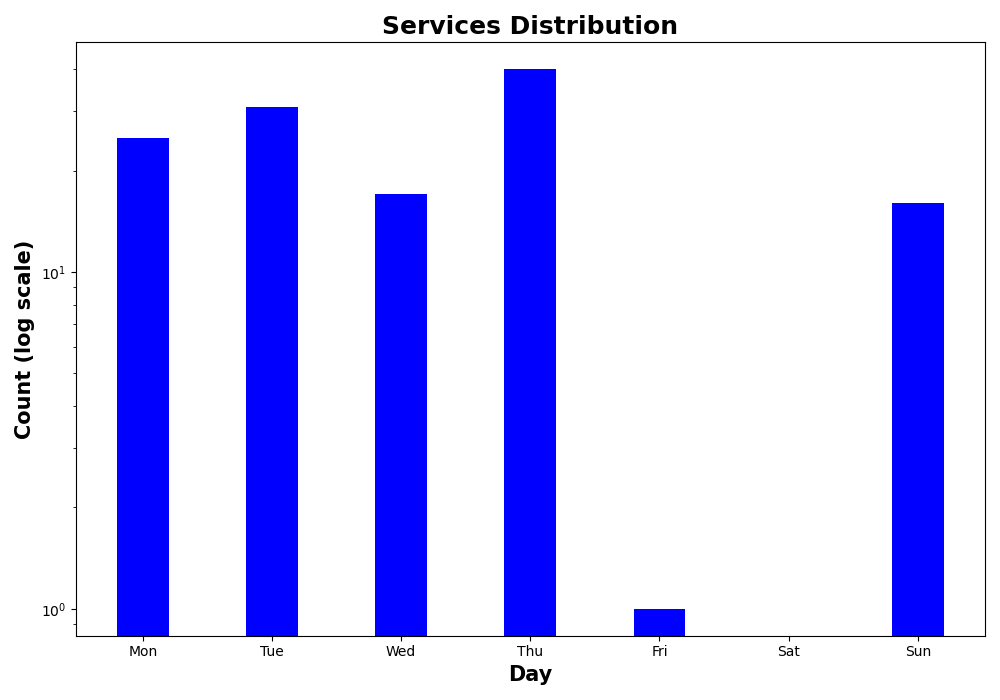 Services Distribution
Count (log scale)
10¹
10⁰
Mon Tue Wed Thu Fri Sat Sun
Day